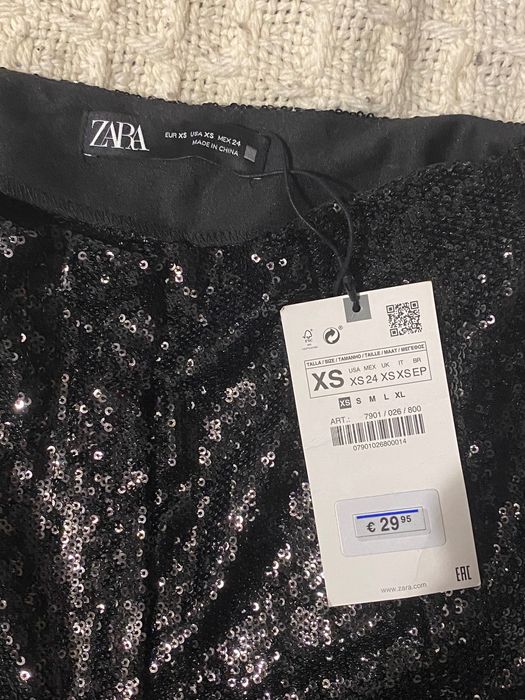 ZARA
EUR XS USA XS MEX 24
MADE IN CHINA
TALLA / SIZE / TAMANHO / TAILLE / MAAT / ΜΕΓΕΘΟΣ
XS
USA MEX UK IT BR
XS 24 XS XS EP
XS S M L XL
ART.: 7901 / 026 / 800
07901026800014
€ 29 95
www.zara.com
EAC